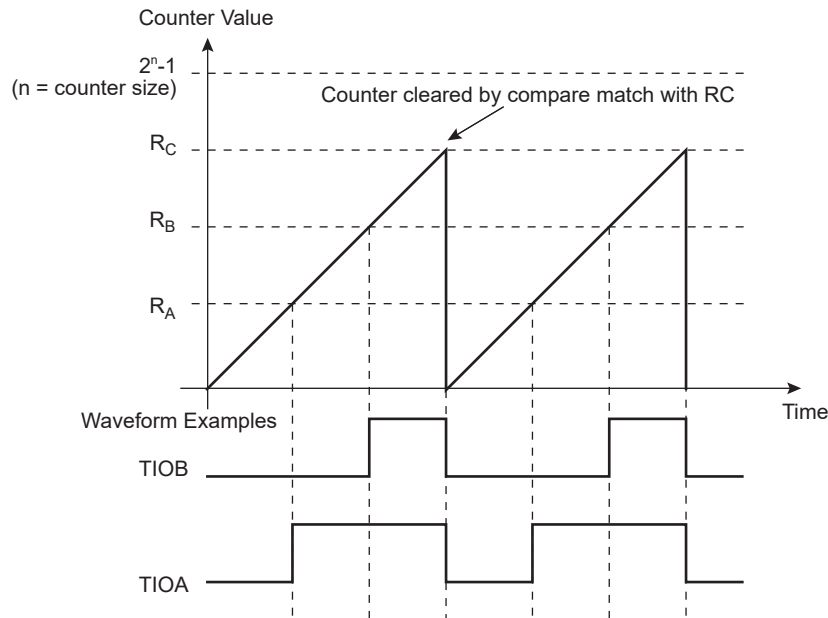 Counter Value
2ⁿ-1
(n = counter size)
Counter cleared by compare match with RC
R_C
R_B
R_A
Time
Waveform Examples
TIOB
TIOA